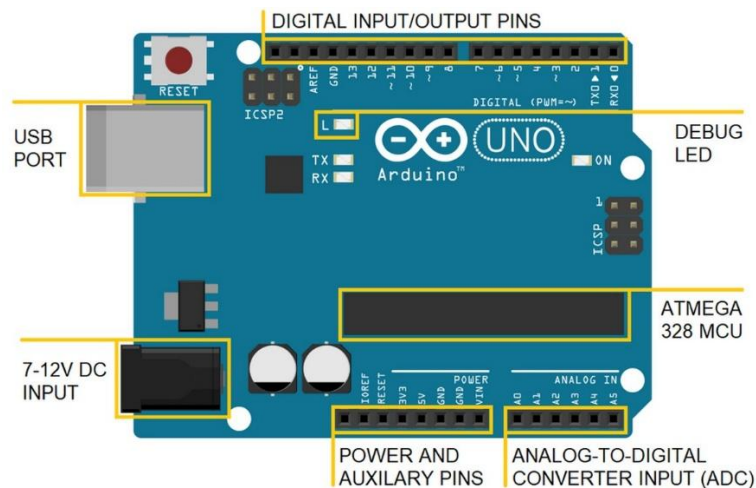 DIGITAL INPUT/OUTPUT PINS
RESET
ICSP2
AREF
GND
13
12
~11
~10
~9
8
7
~6
~5
4
~3
2
TX0▶1
RX0◀0
DIGITAL (PWM=~)
USB
PORT
L
TX
RX
UNO
Arduino™
ON
DEBUG
LED
1
ICSP
ATMEGA
328 MCU
7-12V DC
INPUT
POWER
ANALOG IN
IOREF
RESET
3V3
5V
GND
GND
VIN
A0
A1
A2
A3
A4
A5
POWER AND
AUXILARY PINS
ANALOG-TO-DIGITAL
CONVERTER INPUT (ADC)